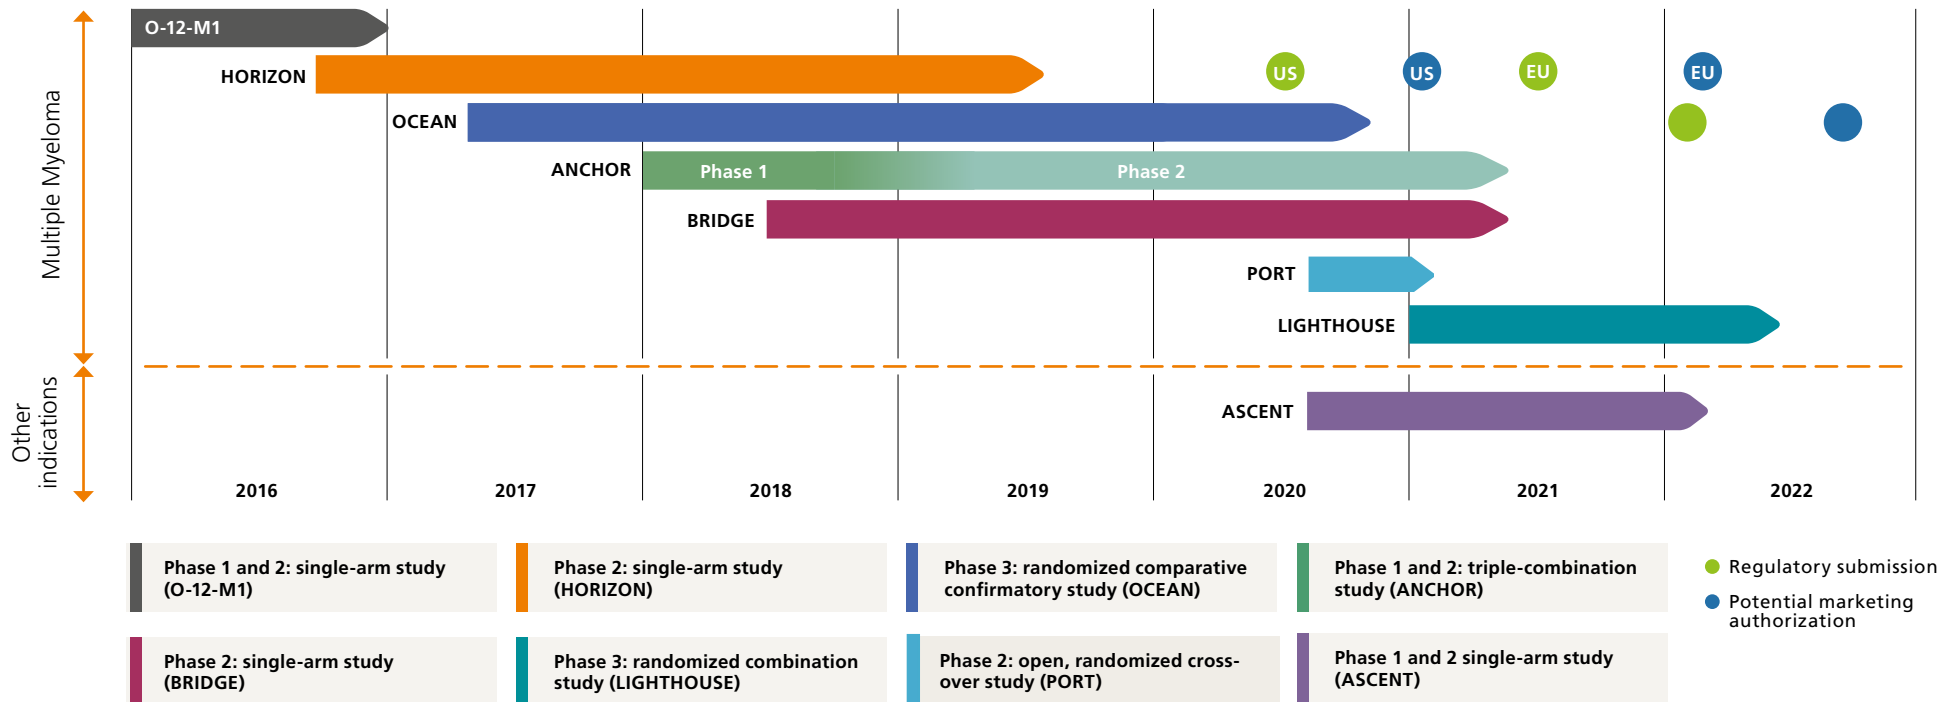 Multiple Myeloma
Other
indications
O-12-M1
HORIZON
US
US
EU
EU
OCEAN
ANCHOR
Phase 1
Phase 2
BRIDGE
PORT
LIGHTHOUSE
ASCENT
2016
2017
2018
2019
2020
2021
2022
Phase 1 and 2: single-arm study
(O-12-M1)
Phase 2: single-arm study
(HORIZON)
Phase 3: randomized comparative
confirmatory study (OCEAN)
Phase 1 and 2: triple-combination
study (ANCHOR)
Regulatory submission
Potential marketing
authorization
Phase 2: single-arm study
(BRIDGE)
Phase 3: randomized combination
study (LIGHTHOUSE)
Phase 2: open, randomized cross-
over study (PORT)
Phase 1 and 2 single-arm study
(ASCENT)